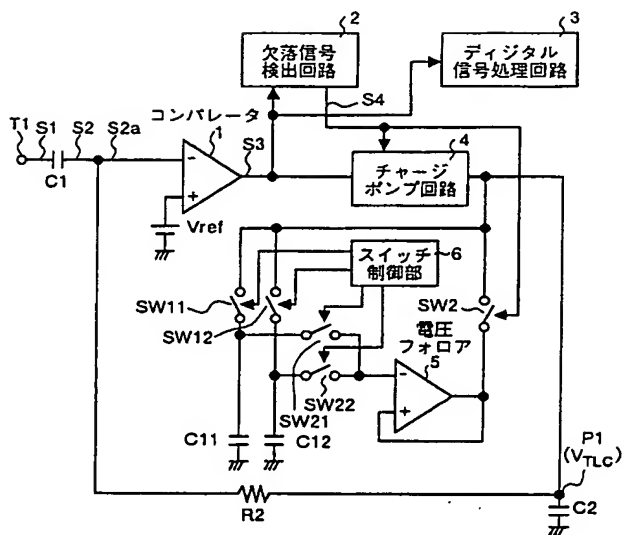 2
3
欠落信号
検出回路
ディジタル
信号処理回路
S4
コンパレータ
T1
S1
S2
S2a
1
S3
4
C1
-
+
チャージ
ポンプ回路
Vref
スイッチ
制御部
6
SW11
SW12
SW2
電圧
フォロア
5
-
+
SW21
SW22
C11
C12
P1
(VTLC)
R2
C2